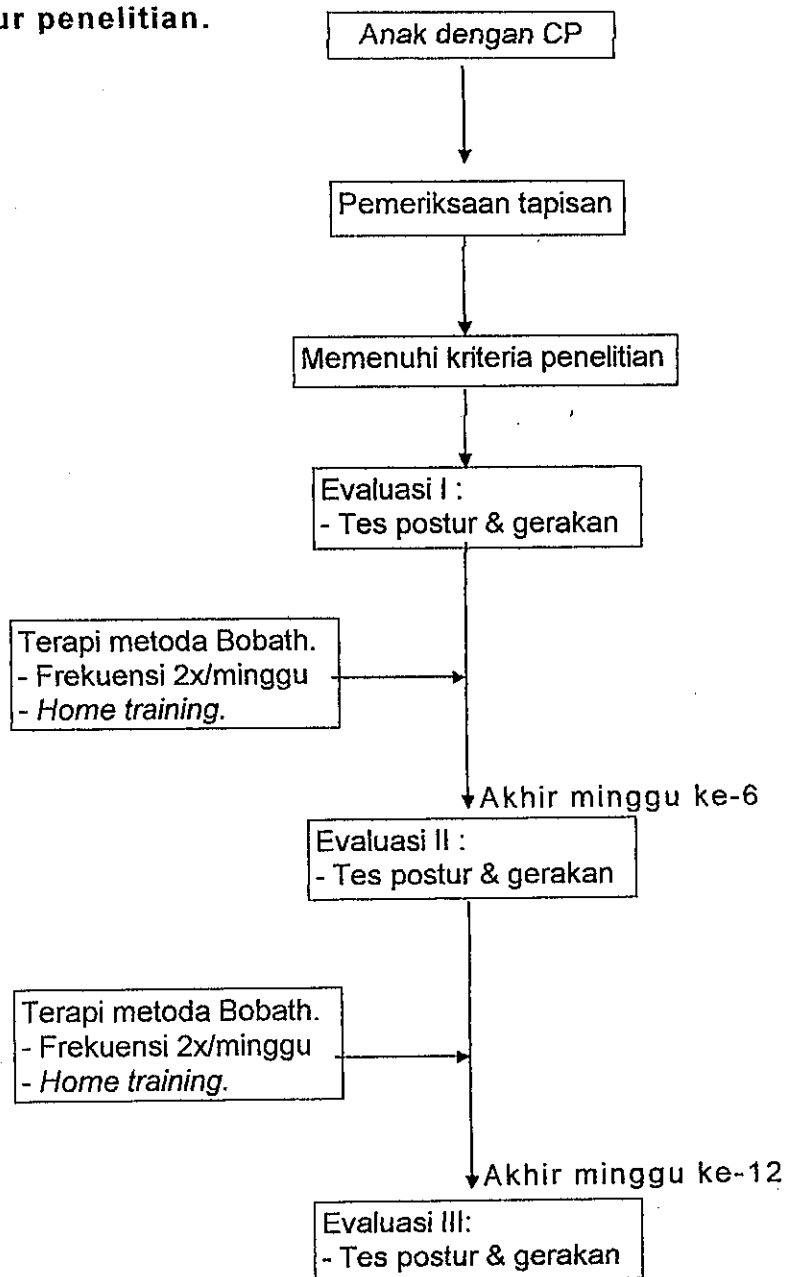 ur penelitian.
Anak dengan CP
Pemeriksaan tapisan
Memenuhi kriteria penelitian
Evaluasi I :
- Tes postur & gerakan
Terapi metoda Bobath.
- Frekuensi 2x/minggu
- Home training.
Akhir minggu ke-6
Evaluasi II :
- Tes postur & gerakan
Terapi metoda Bobath.
- Frekuensi 2x/minggu
- Home training.
Akhir minggu ke-12
Evaluasi III:
- Tes postur & gerakan